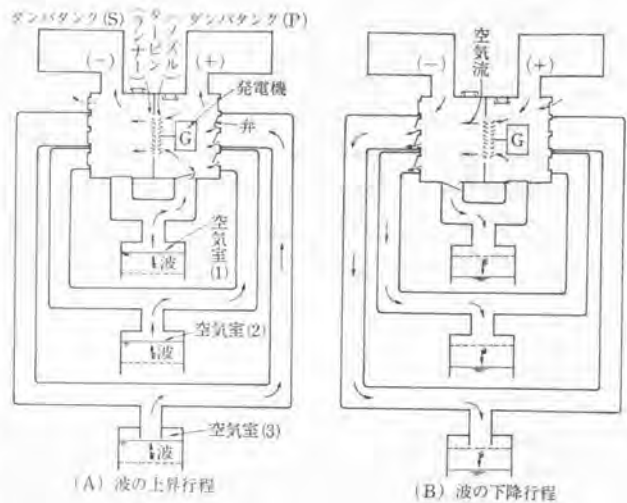 ダンパタンク(S)
(ランナー)
タービン
(ノズル)
ダンパタンク(P)
(-)
(+)
発電機
弁
G
空気室(1)
波
空気室(2)
波
空気室(3)
波
(A) 波の上昇行程
空気流
(-)
(+)
G
(B) 波の下降行程